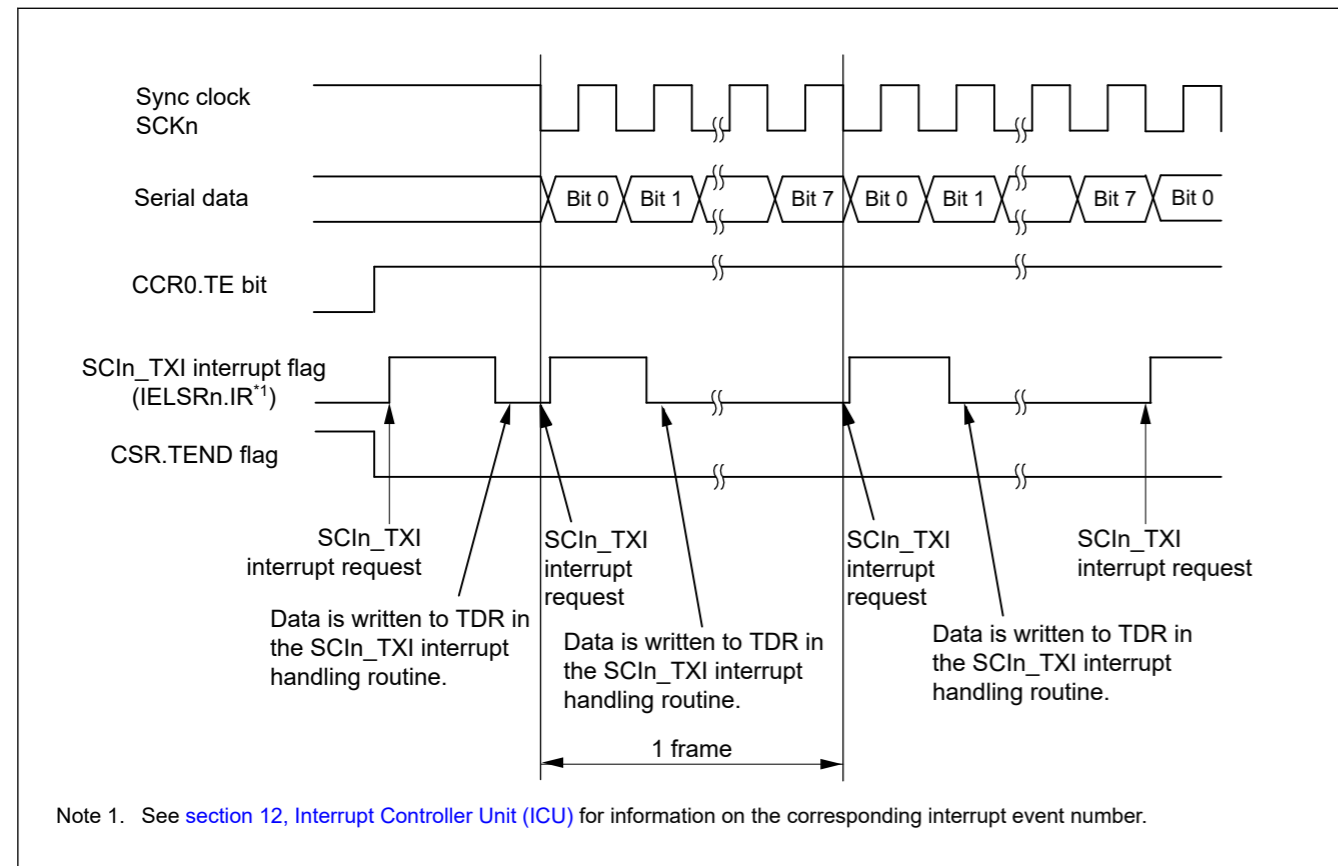 Sync clock
SCKn
Serial data
Bit 0
Bit 1
Bit 7
Bit 0
Bit 1
Bit 7
Bit 0
CCR0.TE bit
SCIn_TXI interrupt flag
(IELSRn.IR*1)
CSR.TEND flag
SCIn_TXI
interrupt request
Data is written to TDR in
the SCIn_TXI interrupt
handling routine.
SCIn_TXI
interrupt
request
Data is written to TDR in
the SCIn_TXI interrupt
handling routine.
SCIn_TXI
interrupt
request
Data is written to TDR in
the SCIn_TXI interrupt
handling routine.
SCIn_TXI
interrupt request
1 frame
Note 1. See section 12, Interrupt Controller Unit (ICU) for information on the corresponding interrupt event number.